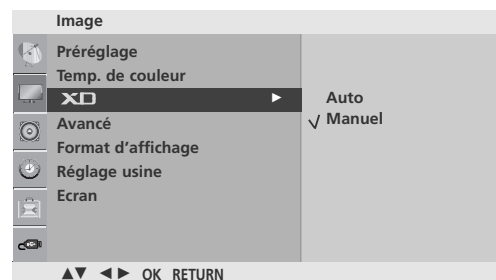 Image
Préréglage
Temp. de couleur
XD ►
Avancé
Format d'affichage
Réglage usine
Ecran
Auto
√ Manuel
▲▼ ◄► OK RETURN